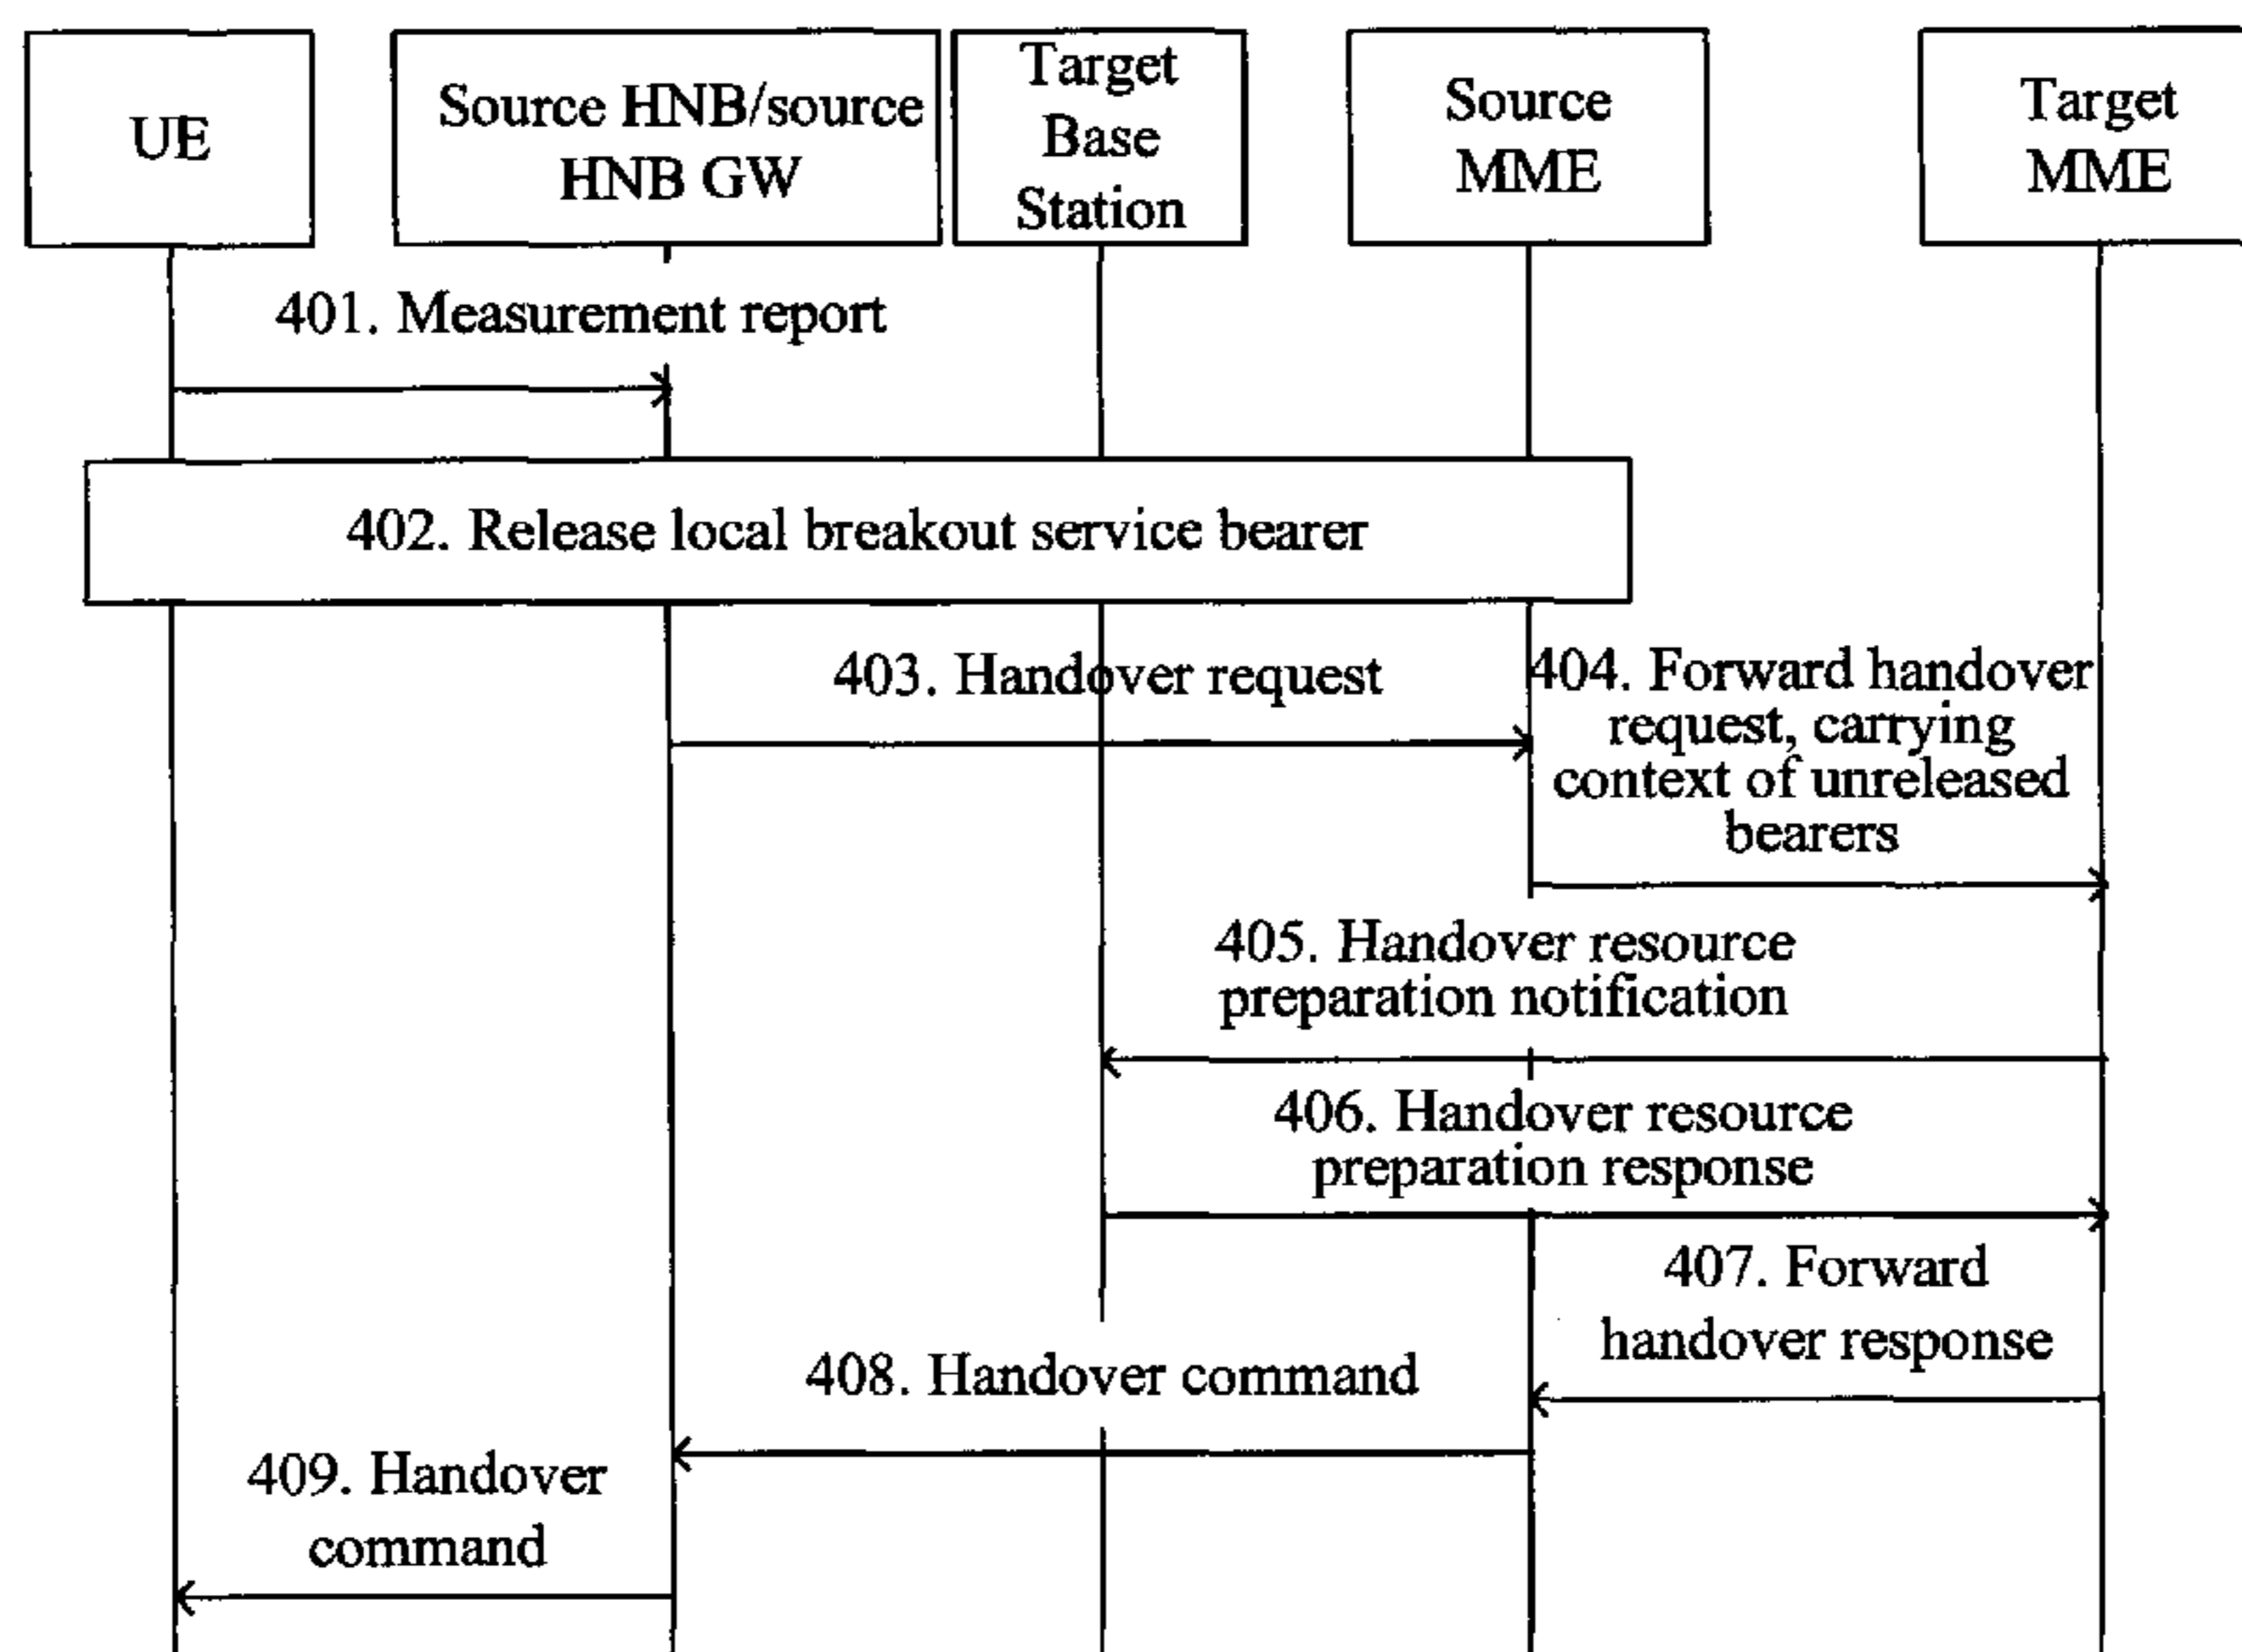 UE
Source HNB/source
HNB GW
Target
Base
Station
Source
MME
Target
MME
401. Measurement report
402. Release local breakout service bearer
403. Handover request
404. Forward handover
request, carrying
context of unreleased
bearers
405. Handover resource
preparation notification
406. Handover resource
preparation response
407. Forward
handover response
408. Handover command
409. Handover
command